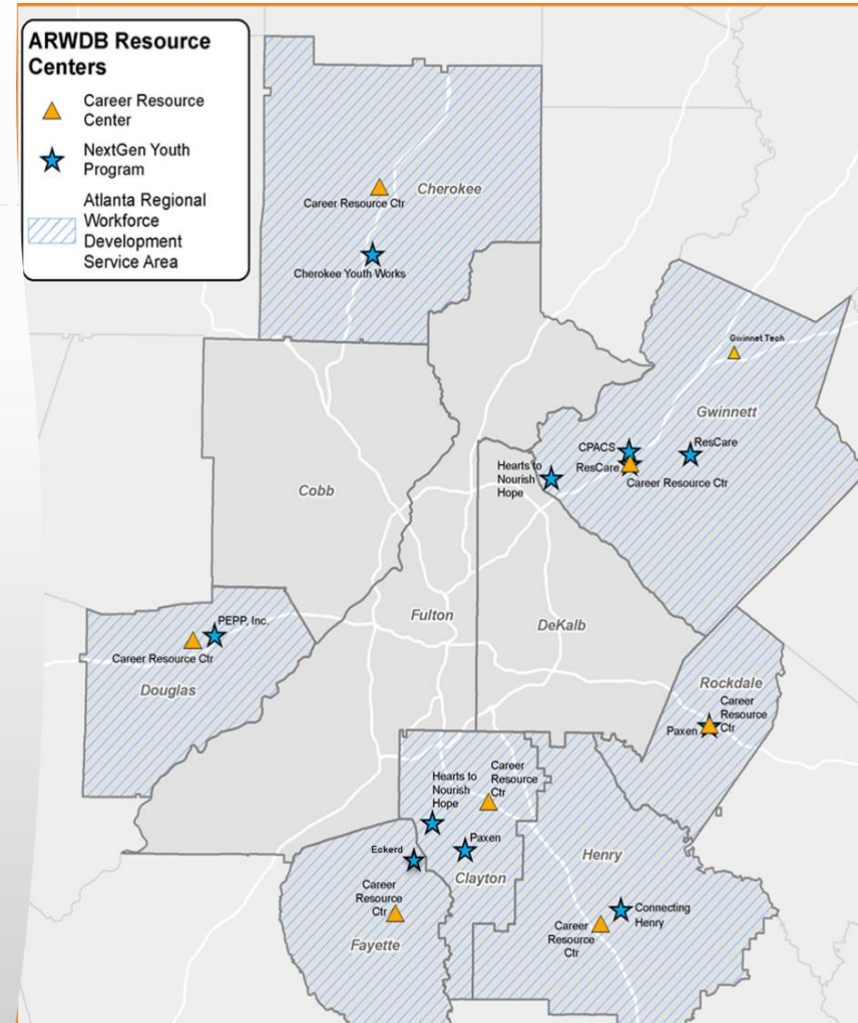 ARWDB Resource
Centers
Career Resource
Center
NextGen Youth
Program
Atlanta Regional
Workforce
Development
Service Area
Cherokee
Career Resource Ctr
Cherokee Youth Works
Gwinnet Tech
Gwinnett
CPACS
ResCare
ResCare
Career Resource Ctr
Hearts to
Nourish
Hope
Cobb
Fulton
DeKalb
PEPP, Inc.
Career Resource Ctr
Douglas
Rockdale
Career
Resource
Ctr
Paxen
Hearts to
Nourish
Hope
Career
Resource
Ctr
Paxen
Clayton
Eckerd
Career
Resource
Ctr
Fayette
Henry
Connecting
Henry
Career
Resource
Ctr